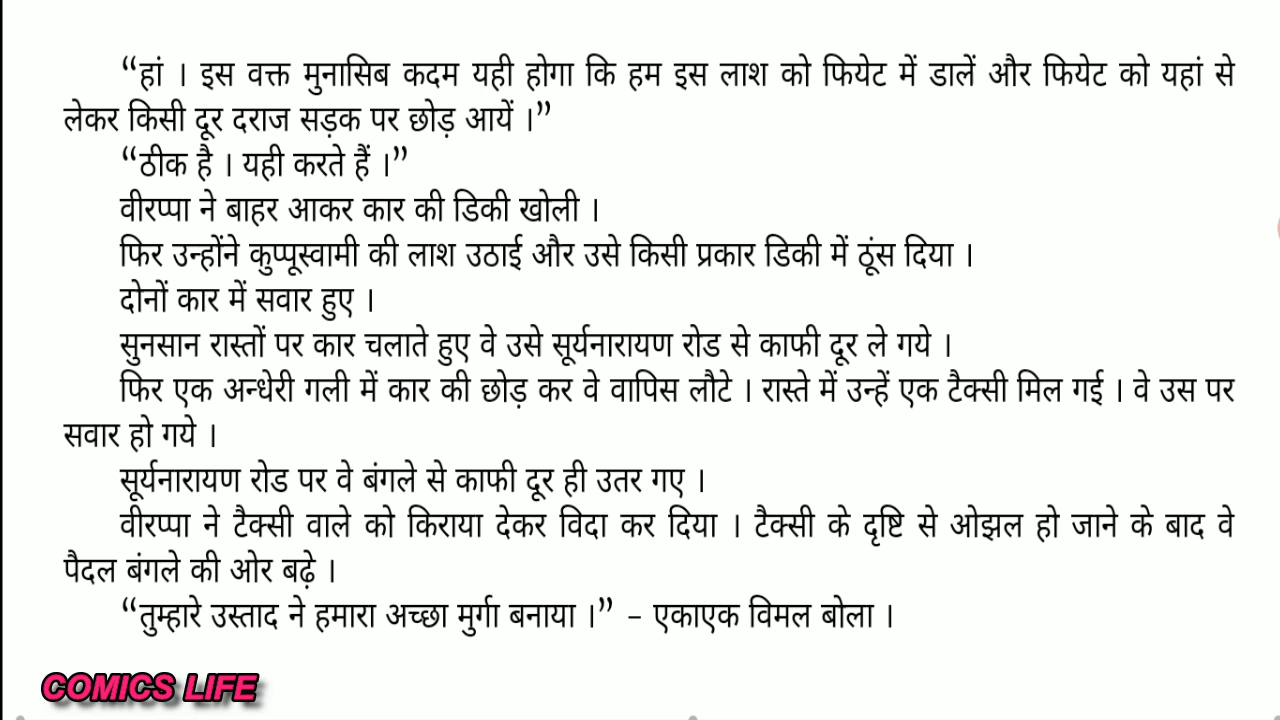 “हां । इस वक्त मुनासिब कदम यही होगा कि हम इस लाश को फियेट में डालें और फियेट को यहां से
लेकर किसी दूर दराज सड़क पर छोड़ आयें ।”
“ठीक है । यही करते हैं ।”
वीरप्पा ने बाहर आकर कार की डिकी खोली ।
फिर उन्होंने कुप्पूस्वामी की लाश उठाई और उसे किसी प्रकार डिकी में ठूंस दिया ।
दोनों कार में सवार हुए ।
सुनसान रास्तों पर कार चलाते हुए वे उसे सूर्यनारायण रोड से काफी दूर ले गये ।
फिर एक अन्धेरी गली में कार की छोड़ कर वे वापिस लौटे । रास्ते में उन्हें एक टैक्सी मिल गई । वे उस पर
सवार हो गये ।
सूर्यनारायण रोड पर वे बंगले से काफी दूर ही उतर गए ।
वीरप्पा ने टैक्सी वाले को किराया देकर विदा कर दिया । टैक्सी के दृष्टि से ओझल हो जाने के बाद वे
पैदल बंगले की ओर बढ़े ।
“तुम्हारे उस्ताद ने हमारा अच्छा मुर्गा बनाया ।” – एकाएक विमल बोला ।
COMICS LIFE